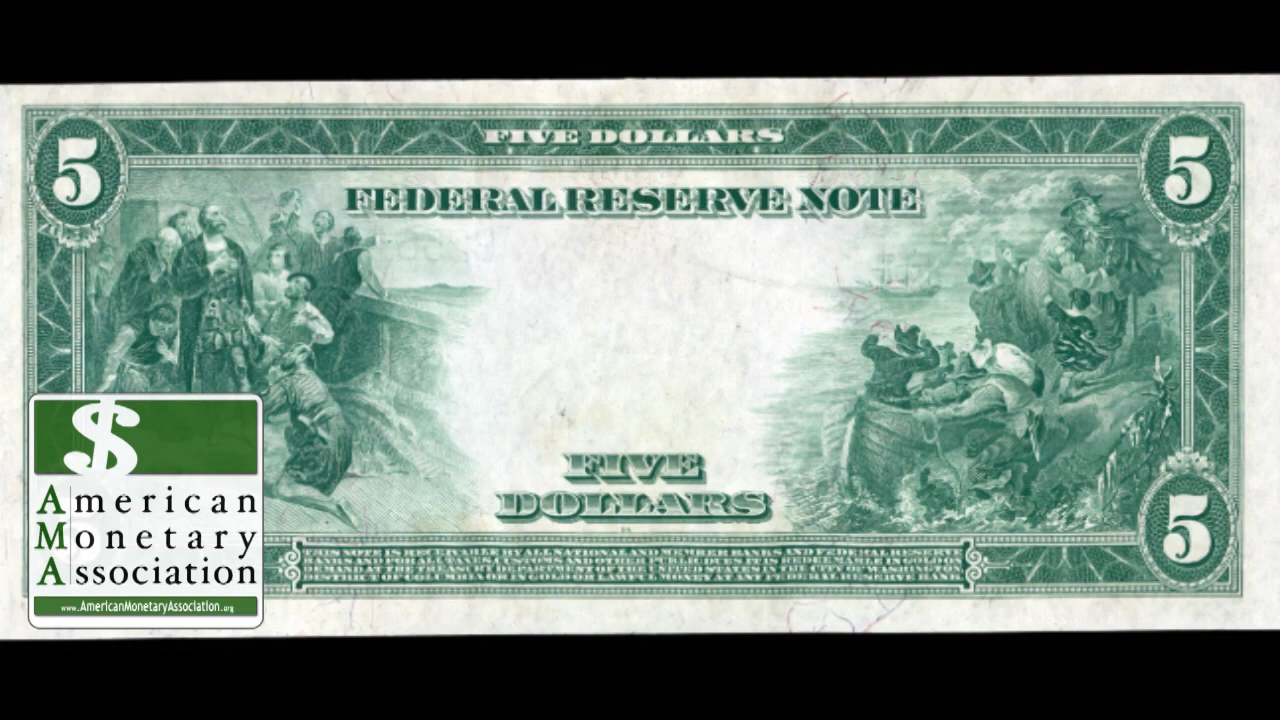 FIVE DOLLARS
5
5
FEDERAL RESERVE NOTE
FIVE
DOLLARS
5
$
American
Monetary
Association
www.AmericanMonetaryAssociation.org